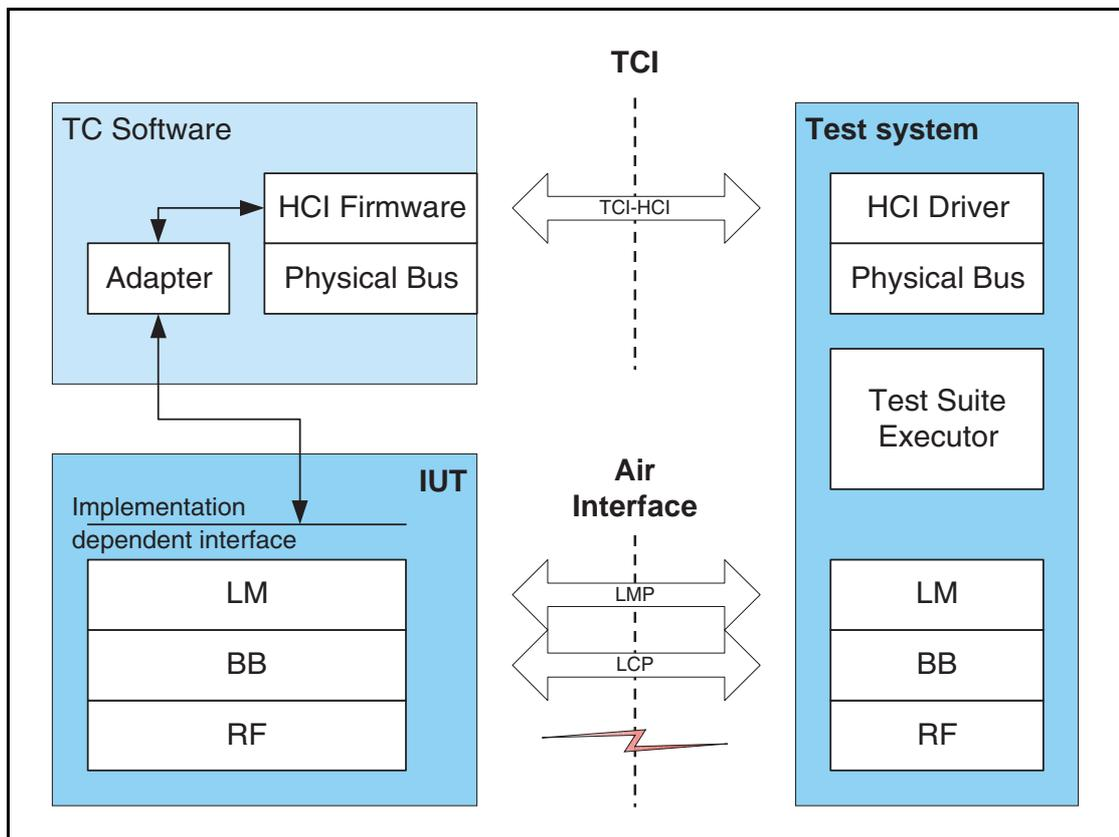 TCI
TC Software
Test system
HCI Firmware
TCI-HCI
HCI Driver
Adapter
Physical Bus
Physical Bus
Test Suite
Executor
IUT
Air
Interface
Implementation
dependent interface
LM
LMP
LM
BB
LCP
BB
RF
RF